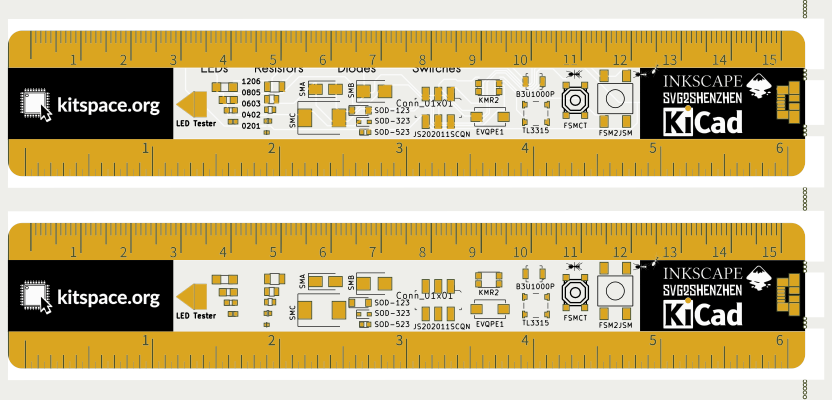 1 2 3 4 5 6 7 8 9 10 11 12 13 14 15
LEDs Resistors Diodes Switches
kitspace.org
LED Tester
1206
0805
0603
0402
0201
SMA
SMB
SMC
SOD-123
SOD-323
SOD-523
Conn_01x01
JS202011SCQN
KMR2
EVQPE1
B3U1000P
TL3315
FSMCT
FSM2JSM
INKSCAPE
SVG2SHENZHEN
KiCad
1 2 3 4 5 6
1 2 3 4 5 6 7 8 9 10 11 12 13 14 15
kitspace.org
LED Tester
SMA
SMB
SMC
SOD-123
SOD-323
SOD-523
Conn_01x01
JS202011SCQN
KMR2
EVQPE1
B3U1000P
TL3315
FSMCT
FSM2JSM
INKSCAPE
SVG2SHENZHEN
KiCad
1 2 3 4 5 6